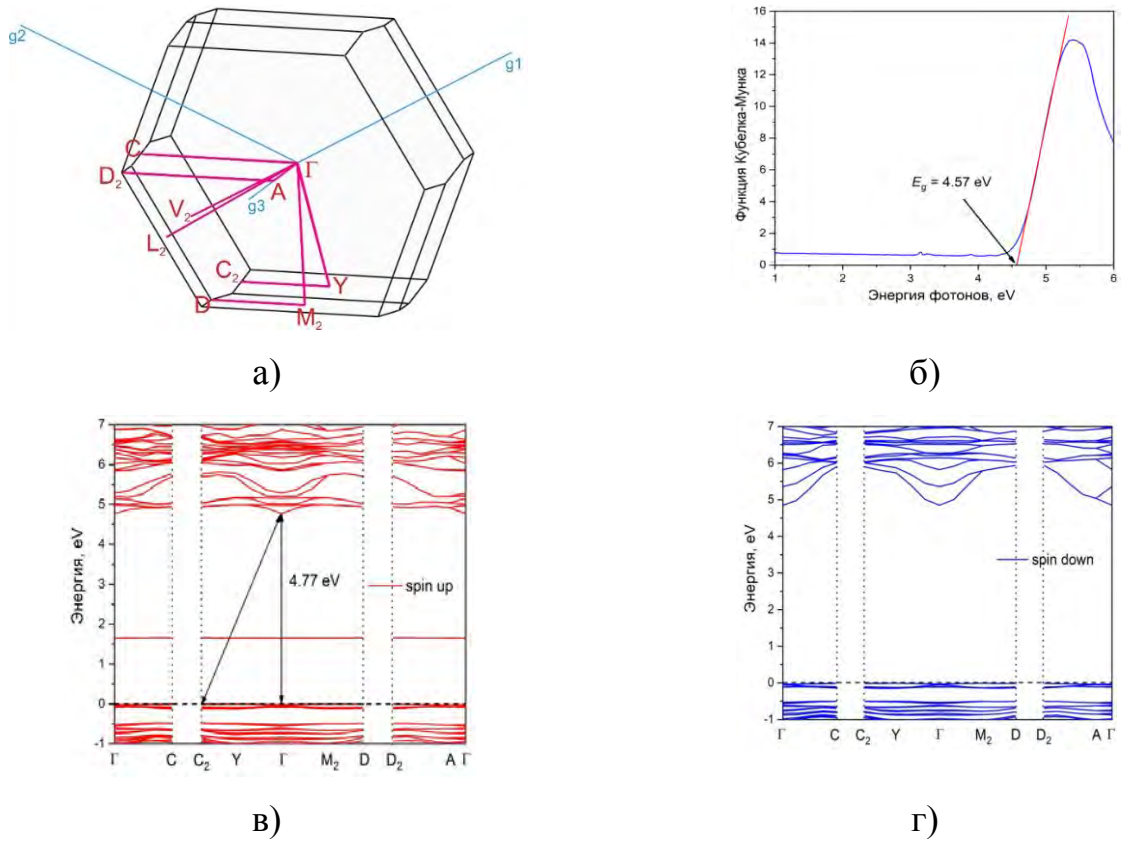 g2
g1
C
Γ
D₂
A
g3
V₂
L₂
C₂
Y
D
M₂
а)
16
14
12
10
8
6
4
2
0
Функция Кубелка-Мунка
E_g = 4.57 eV
1 2 3 4 5 6
Энергия фотонов, eV
б)
7
6
5
4
3
2
1
0
-1
Энергия, eV
4.77 eV
spin up
Γ C C₂ Y Γ M₂ D D₂ A Γ
в)
7
6
5
4
3
2
1
0
-1
Энергия, eV
spin down
Γ C C₂ Y Γ M₂ D D₂ A Γ
г)